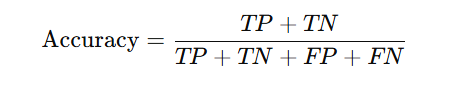 Accuracy = TP + TN / TP + TN + FP + FN